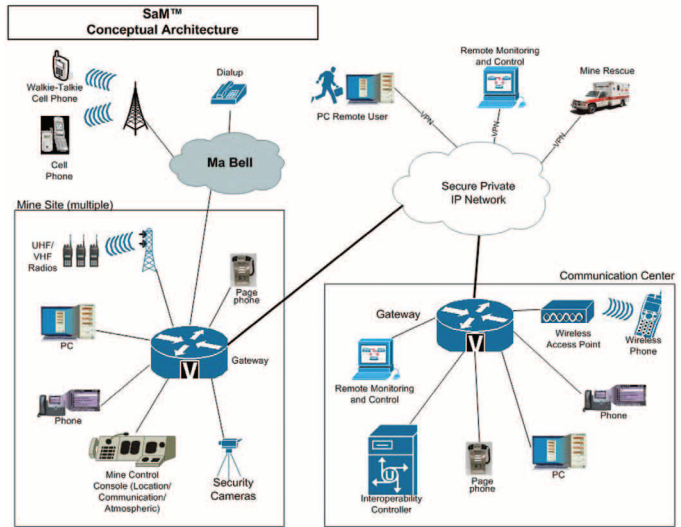 SaM™
Conceptual Architecture
Walkie-Talkie
Cell Phone
Dialup
Cell
Phone
Ma Bell
PC Remote User
Remote Monitoring
and Control
Mine Rescue
VPN
VPN
VPN
Secure Private
IP Network
Mine Site (multiple)
UHF/
VHF
Radios
Page
phone
PC
Gateway
V
Phone
Mine Control
Console (Location/
Communication/
Atmospheric)
Security
Cameras
Communication Center
Gateway
V
Wireless
Access Point
Wireless
Phone
Remote Monitoring
and Control
Phone
Interoperability
Controller
Page
phone
PC